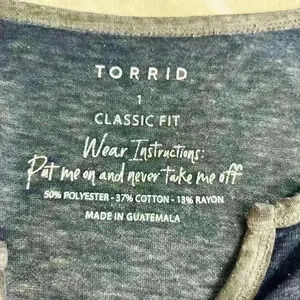 TORRID
1
CLASSIC FIT
Wear Instructions:
Put me on and never take me off
50% POLYESTER - 37% COTTON - 13% RAYON
MADE IN GUATEMALA